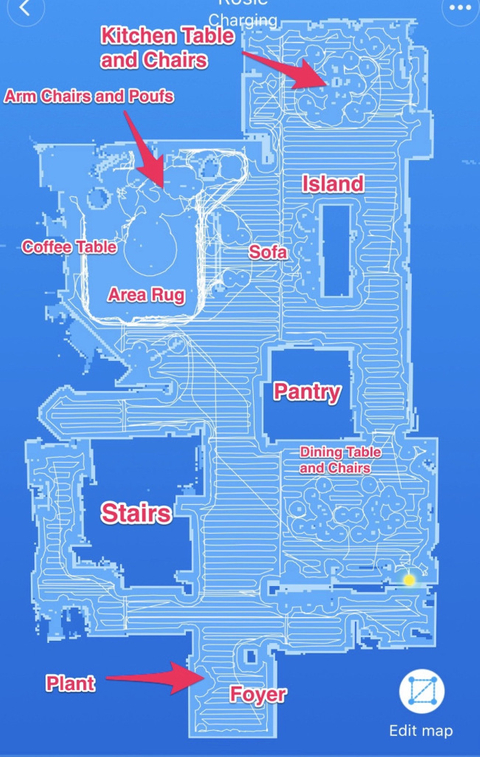 Rosie
Charging
Kitchen Table
and Chairs
Arm Chairs and Poufs
Island
Coffee Table
Sofa
Area Rug
Pantry
Dining Table
and Chairs
Stairs
Plant
Foyer
Edit map